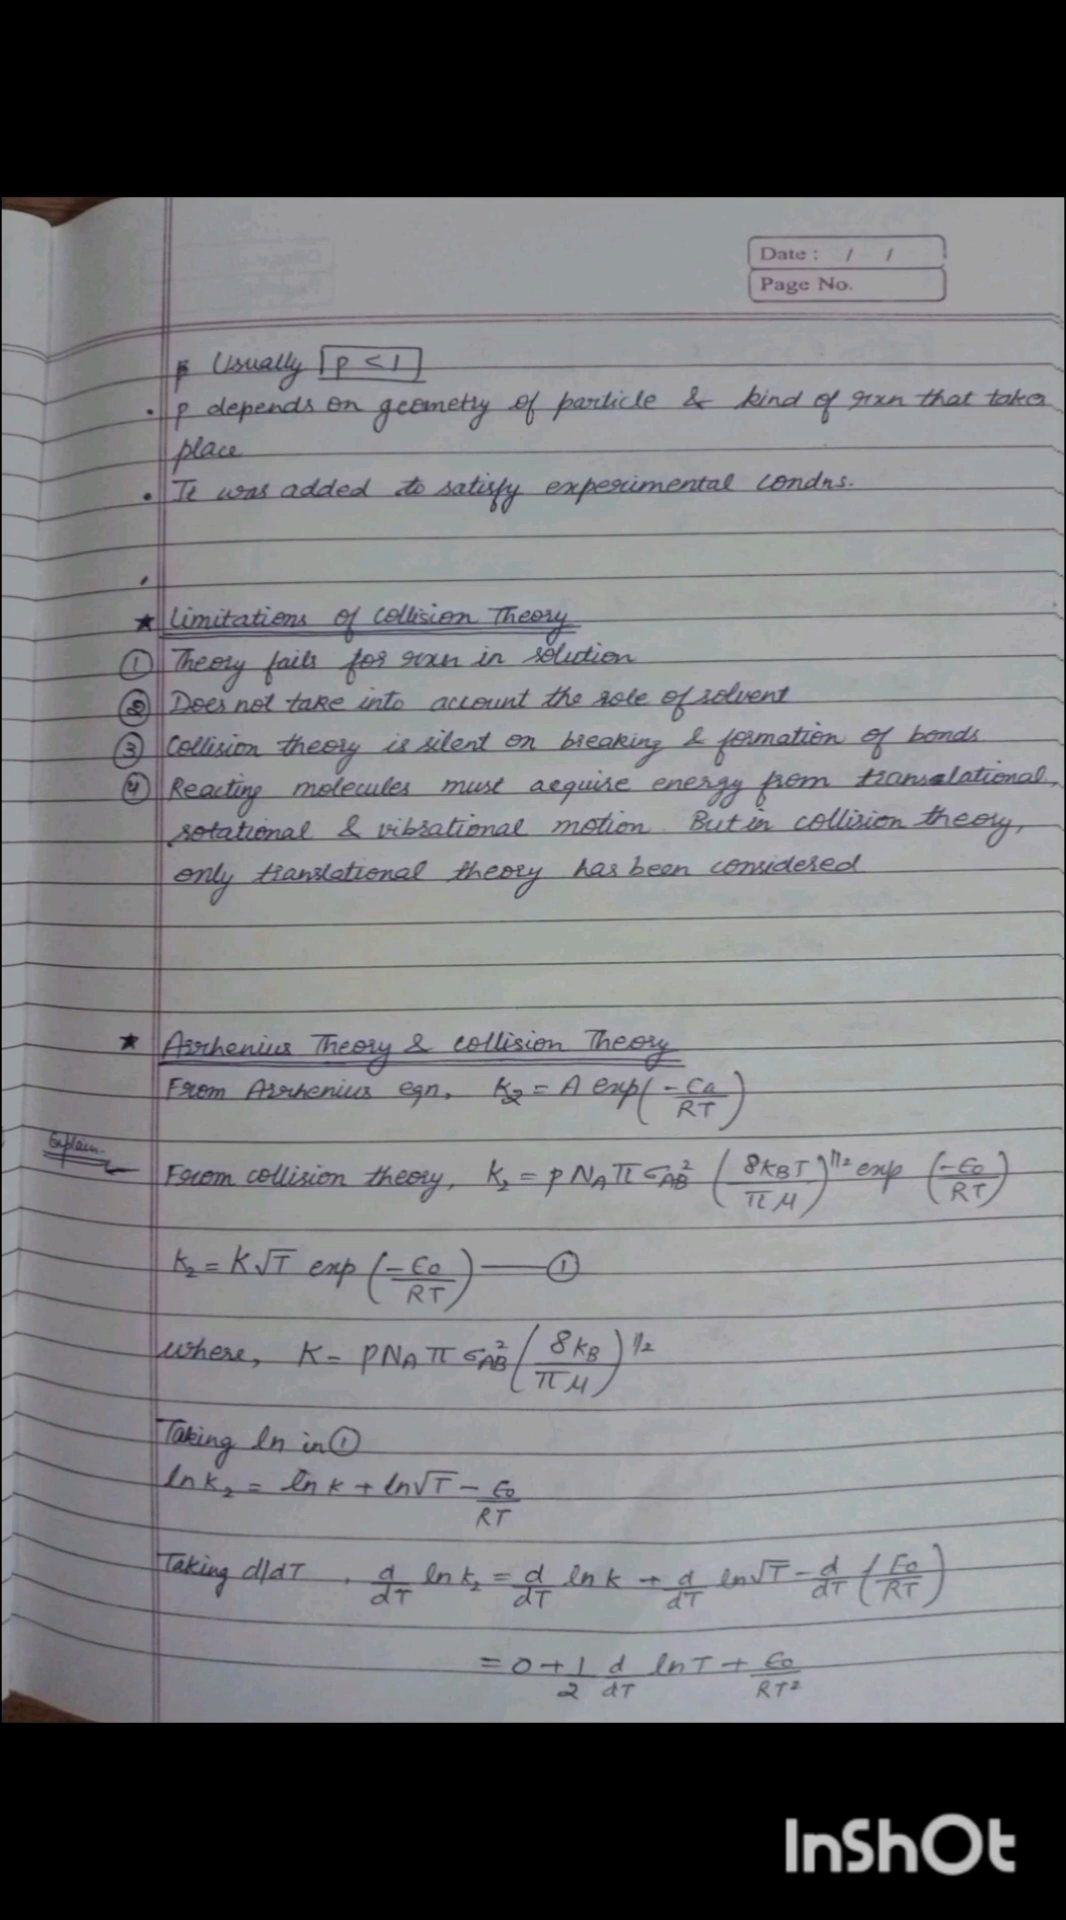 Date : / /
Page No.
Usually p < 1
• p depends on geometry of particle & kind of rxn that takes
place
• It was added to satisfy experimental condns.
★ Limitations of Collision Theory
① Theory fails for rxn in solution
② Does not take into account the role of solvent
③ Collision theory is silent on breaking & formation of bonds
④ Reacting molecules must acquire energy from translational,
rotational & vibrational motion. But in collision theory,
only translational theory has been considered
★ Arrhenius Theory & collision Theory
From Arrhenius eqn, k₂ = A exp(-Ea/RT)
Explain.
From collision theory, k₂ = p N_A π σ_AB² (8k_BT/πμ)^1/2 exp (-E₀/RT)
k₂ = K√T exp (-E₀/RT) — ①
where, K = pN_A π σ_AB² (8k_B/πμ)^1/2
Taking ln in ①
ln k₂ = ln K + ln√T - E₀/RT
Taking d/dT, d/dT ln k₂ = d/dT ln K + d/dT ln√T - d/dT (E₀/RT)
= 0 + 1/2 d/dT ln T + E₀/RT²
InShOt